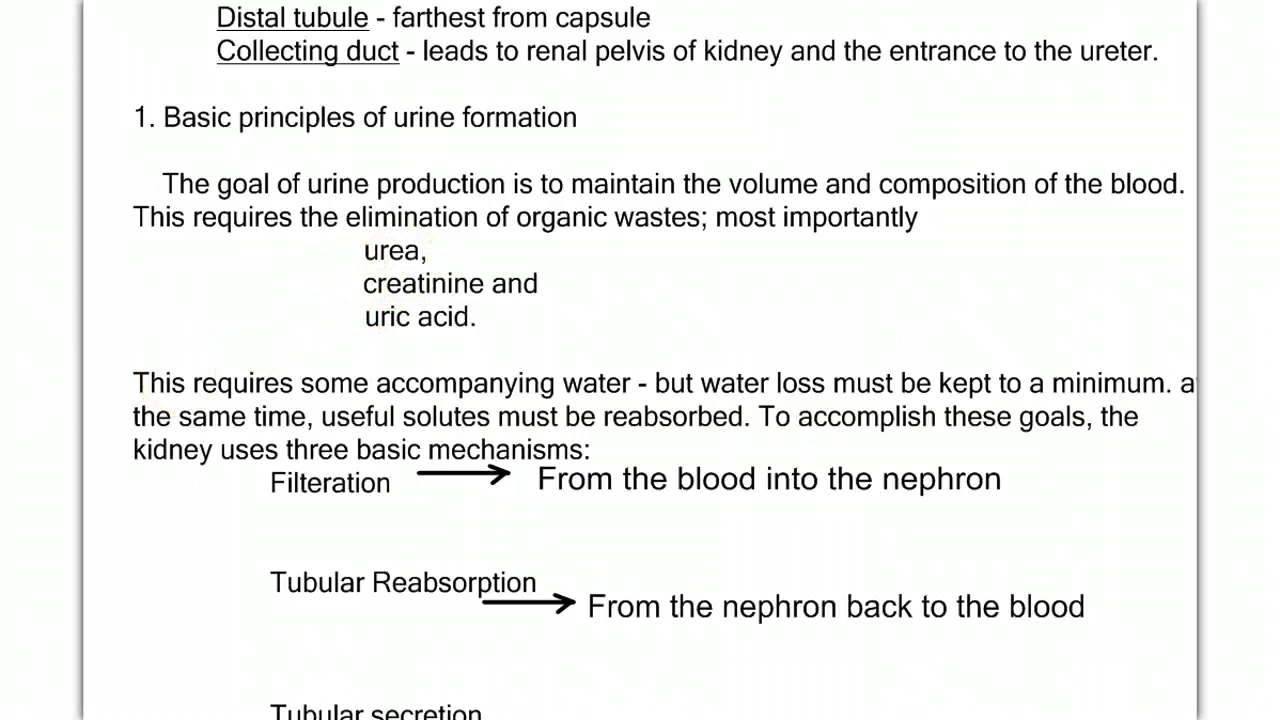 Distal tubule - farthest from capsule
Collecting duct - leads to renal pelvis of kidney and the entrance to the ureter.
1. Basic principles of urine formation
The goal of urine production is to maintain the volume and composition of the blood.
This requires the elimination of organic wastes; most importantly
urea,
creatinine and
uric acid.
This requires some accompanying water - but water loss must be kept to a minimum. a
the same time, useful solutes must be reabsorbed. To accomplish these goals, the
kidney uses three basic mechanisms:
Filteration → From the blood into the nephron
Tubular Reabsorption → From the nephron back to the blood
Tubular secretion